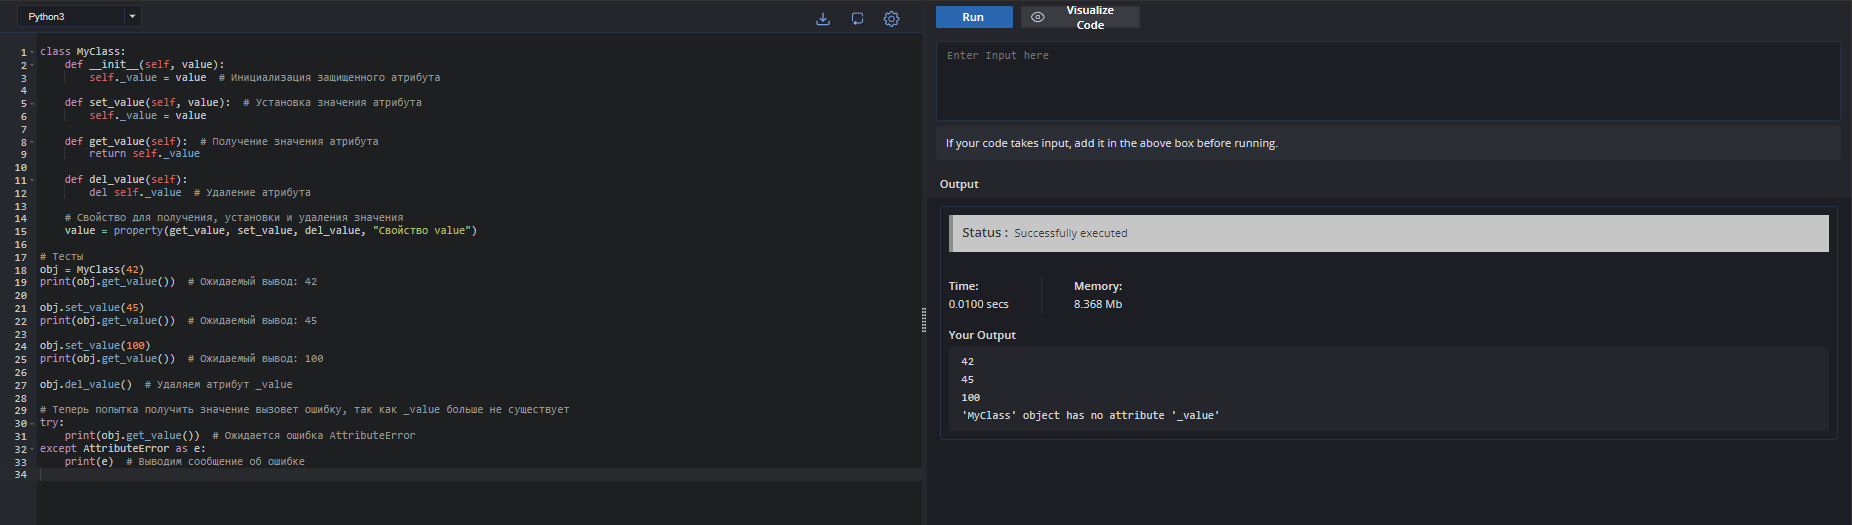 Python3
1 class MyClass:
2     def __init__(self, value):
3         self._value = value  # Инициализация защищенного атрибута
4
5     def set_value(self, value):  # Установка значения атрибута
6         self._value = value
7
8     def get_value(self):  # Получение значения атрибута
9         return self._value
10
11     def del_value(self):
12         del self._value  # Удаление атрибута
13
14     # Свойство для получения, установки и удаления значения
15     value = property(get_value, set_value, del_value, "Свойство value")
16
17 # Тесты
18 obj = MyClass(42)
19 print(obj.get_value())  # Ожидаемый вывод: 42
20
21 obj.set_value(45)
22 print(obj.get_value())  # Ожидаемый вывод: 45
23
24 obj.set_value(100)
25 print(obj.get_value())  # Ожидаемый вывод: 100
26
27 obj.del_value()  # Удаляем атрибут _value
28
29 # Теперь попытка получить значение вызовет ошибку, так как _value больше не существует
30 try:
31     print(obj.get_value())  # Ожидается ошибка AttributeError
32 except AttributeError as e:
33     print(e)  # Выводим сообщение об ошибке
34
Run
Visualize
Code
Enter Input here
If your code takes input, add it in the above box before running.
Output
Status : Successfully executed
Time: Memory:
0.0100 secs 8.368 Mb
Your Output
42
45
100
'MyClass' object has no attribute '_value'